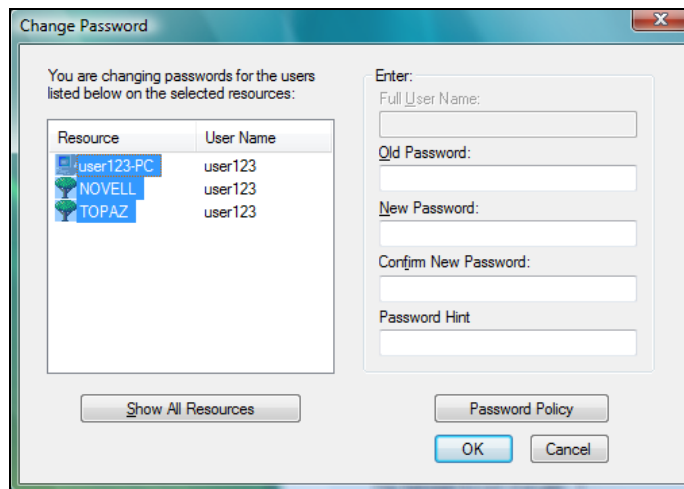 Change Password
You are changing passwords for the users
listed below on the selected resources:
Resource User Name
user123-PC user123
NOVELL user123
TOPAZ user123
Show All Resources
Enter:
Full User Name:
Old Password:
New Password:
Confirm New Password:
Password Hint
Password Policy
OK Cancel